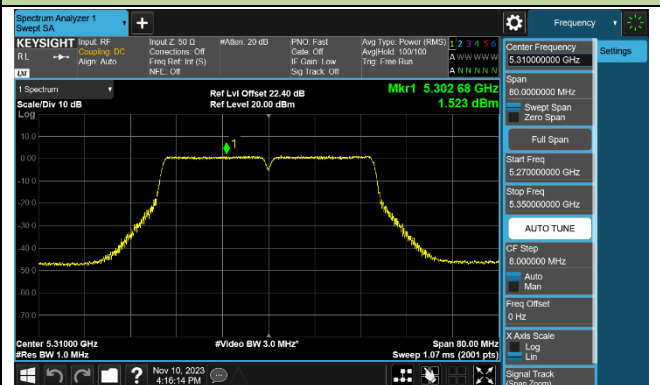 Spectrum Analyzer 1
Swept SA
Frequency
KEYSIGHT
RL
LXI
Input: RF
Coupling: DC
Align: Auto
Input Z: 50 Ω
Corrections: Off
Freq Ref: Int (S)
NFE: Off
#Atten: 20 dB
PNO: Fast
Gate: Off
IF Gain: Low
Sig Track: Off
Avg Type: Power (RMS)
Avg|Hold: 100/100
Trig: Free Run
1 2 3 4 5 6
A W W W W W
A N N N N N
Center Frequency
5.310000000 GHz
Settings
Span
80.0000000 MHz
Swept Span
Zero Span
Full Span
Start Freq
5.270000000 GHz
Stop Freq
5.350000000 GHz
AUTO TUNE
CF Step
8.000000 MHz
Auto
Man
Freq Offset
0 Hz
X Axis Scale
Log
Lin
Signal Track
(Span Zoom)
1 Spectrum
Scale/Div 10 dB
Log
Ref Lvl Offset 22.40 dB
Ref Level 20.00 dBm
Mkr1 5.302 68 GHz
1.523 dBm
1
10.0
0.00
-10.0
-20.0
-30.0
-40.0
-50.0
-60.0
-70.0
Center 5.31000 GHz
#Res BW 1.0 MHz
#Video BW 3.0 MHz*
Span 80.00 MHz
Sweep 1.07 ms (2001 pts)
?
Nov 10, 2023
4:16:14 PM